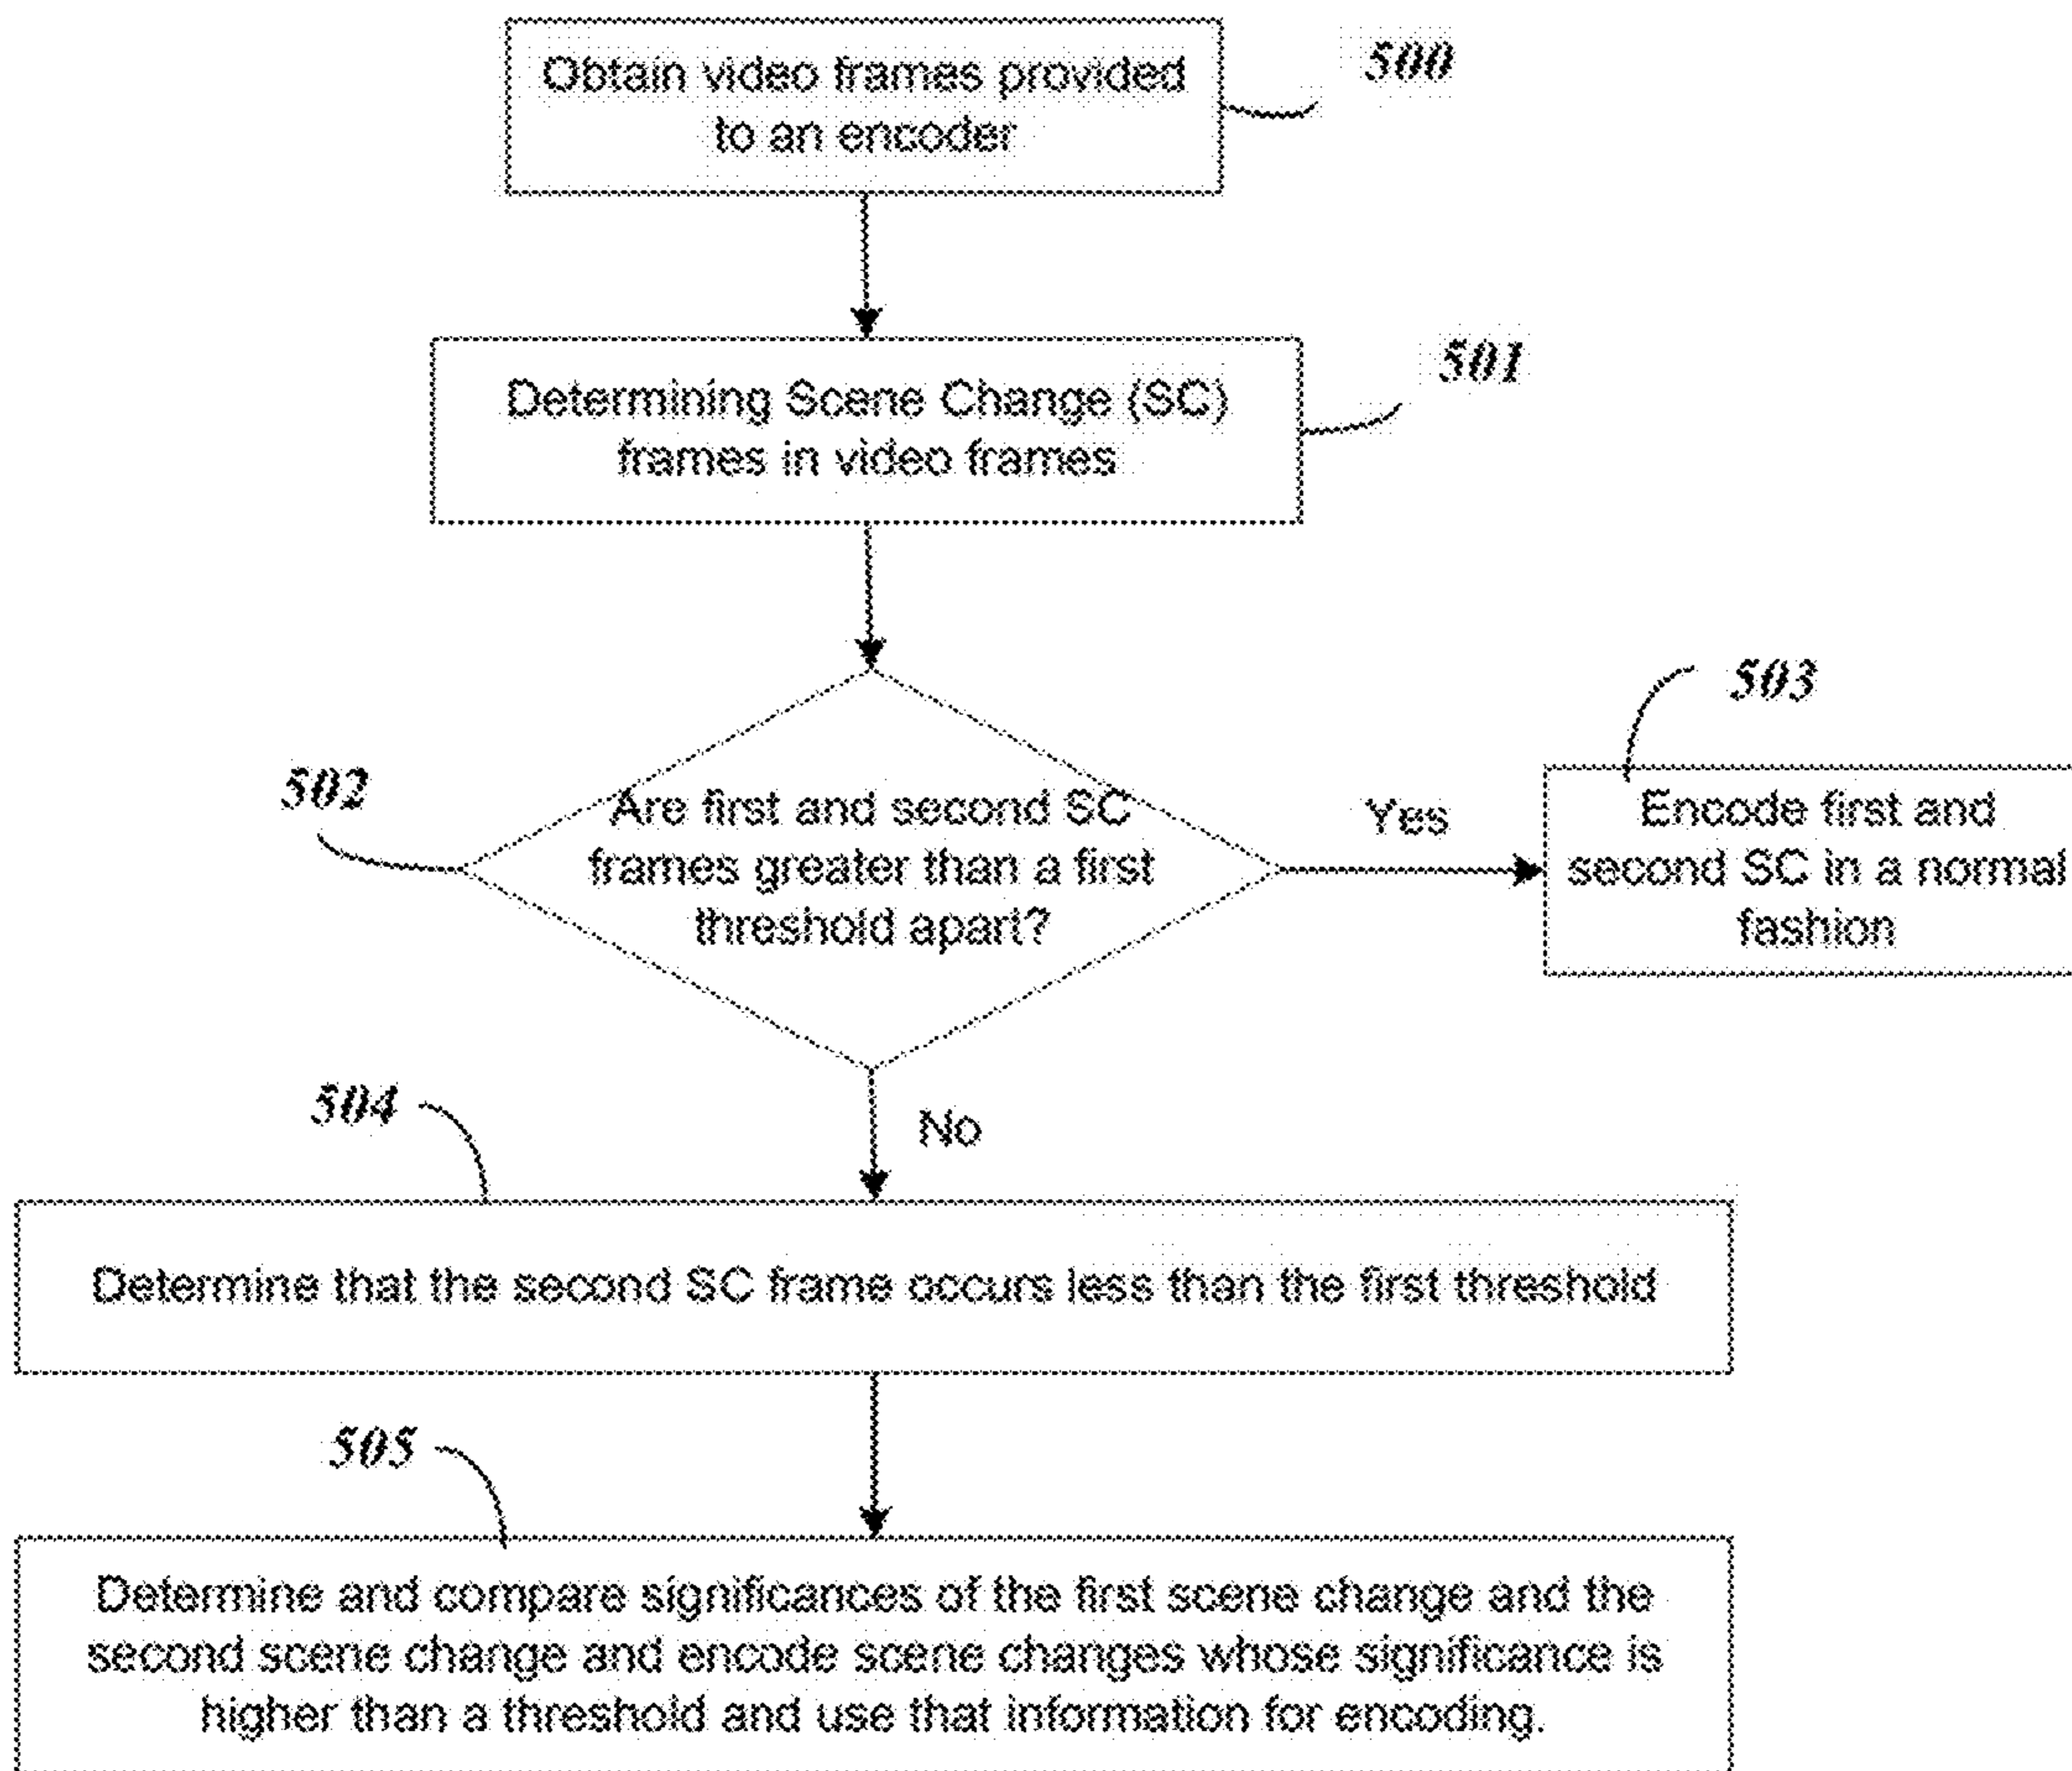 Obtain video frames provided
to an encoder
500
Determining Scene Change (SC)
frames in video frames
501
502
Are first and second SC
frames greater than a first
threshold apart?
Yes
503
Encode first and
second SC in a normal
fashion
504
No
Determine that the second SC frame occurs less than the first threshold
505
Determine and compare significances of the first scene change and the
second scene change and encode scene changes whose significance is
higher than a threshold and use that information for encoding.